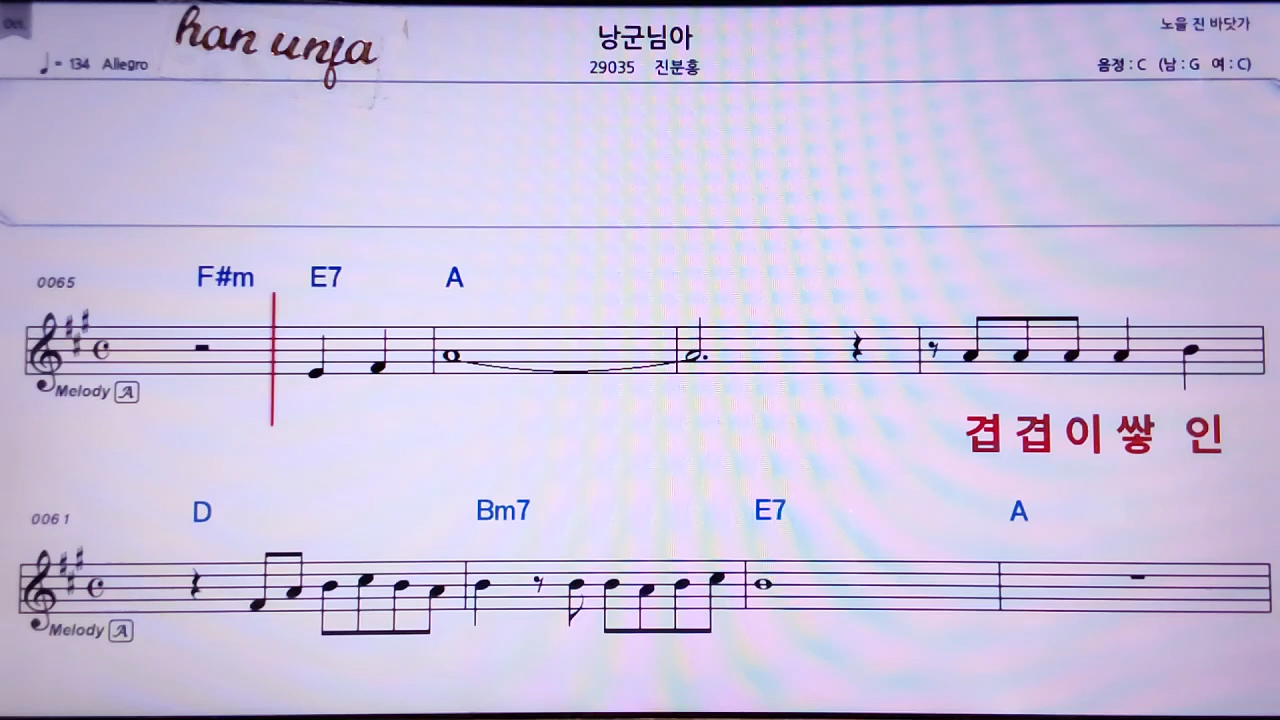 han unja
낭군님아
노을 진 바닷가
♩= 134 Allegro
29035 진분홍
음정 : C (남 : G 여 : C)
0065 F#m E7 A
Melody A
겹 겹 이 쌓 인
0061 D Bm7 E7 A
Melody A